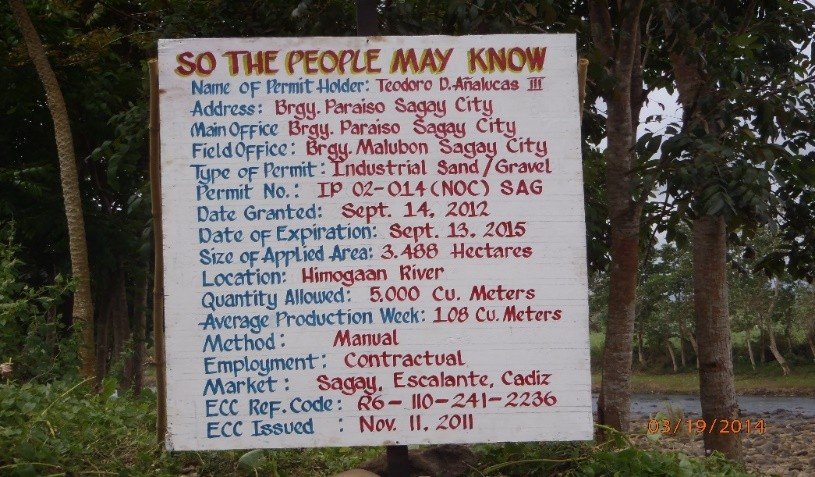 SO THE PEOPLE MAY KNOW
Name of Permit Holder: Teodoro D. Añalucas III
Address: Brgy. Paraiso Sagay City
Main Office Brgy. Paraiso Sagay City
Field Office: Brgy. Malubon Sagay City
Type of Permit: Industrial Sand/Gravel
Permit No.: IP 02-014 (NOC) SAG
Date Granted: Sept. 14, 2012
Date of Expiration: Sept. 13, 2015
Size of Applied Area: 3.488 Hectares
Location: Himogaan River
Quantity Allowed: 5,000 Cu. Meters
Average Production Week: 108 Cu. Meters
Method: Manual
Employment: Contractual
Market: Sagay, Escalante, Cadiz
ECC Ref. Code: R6-110-241-2236
ECC Issued : Nov. 11, 2011
03/19/2014